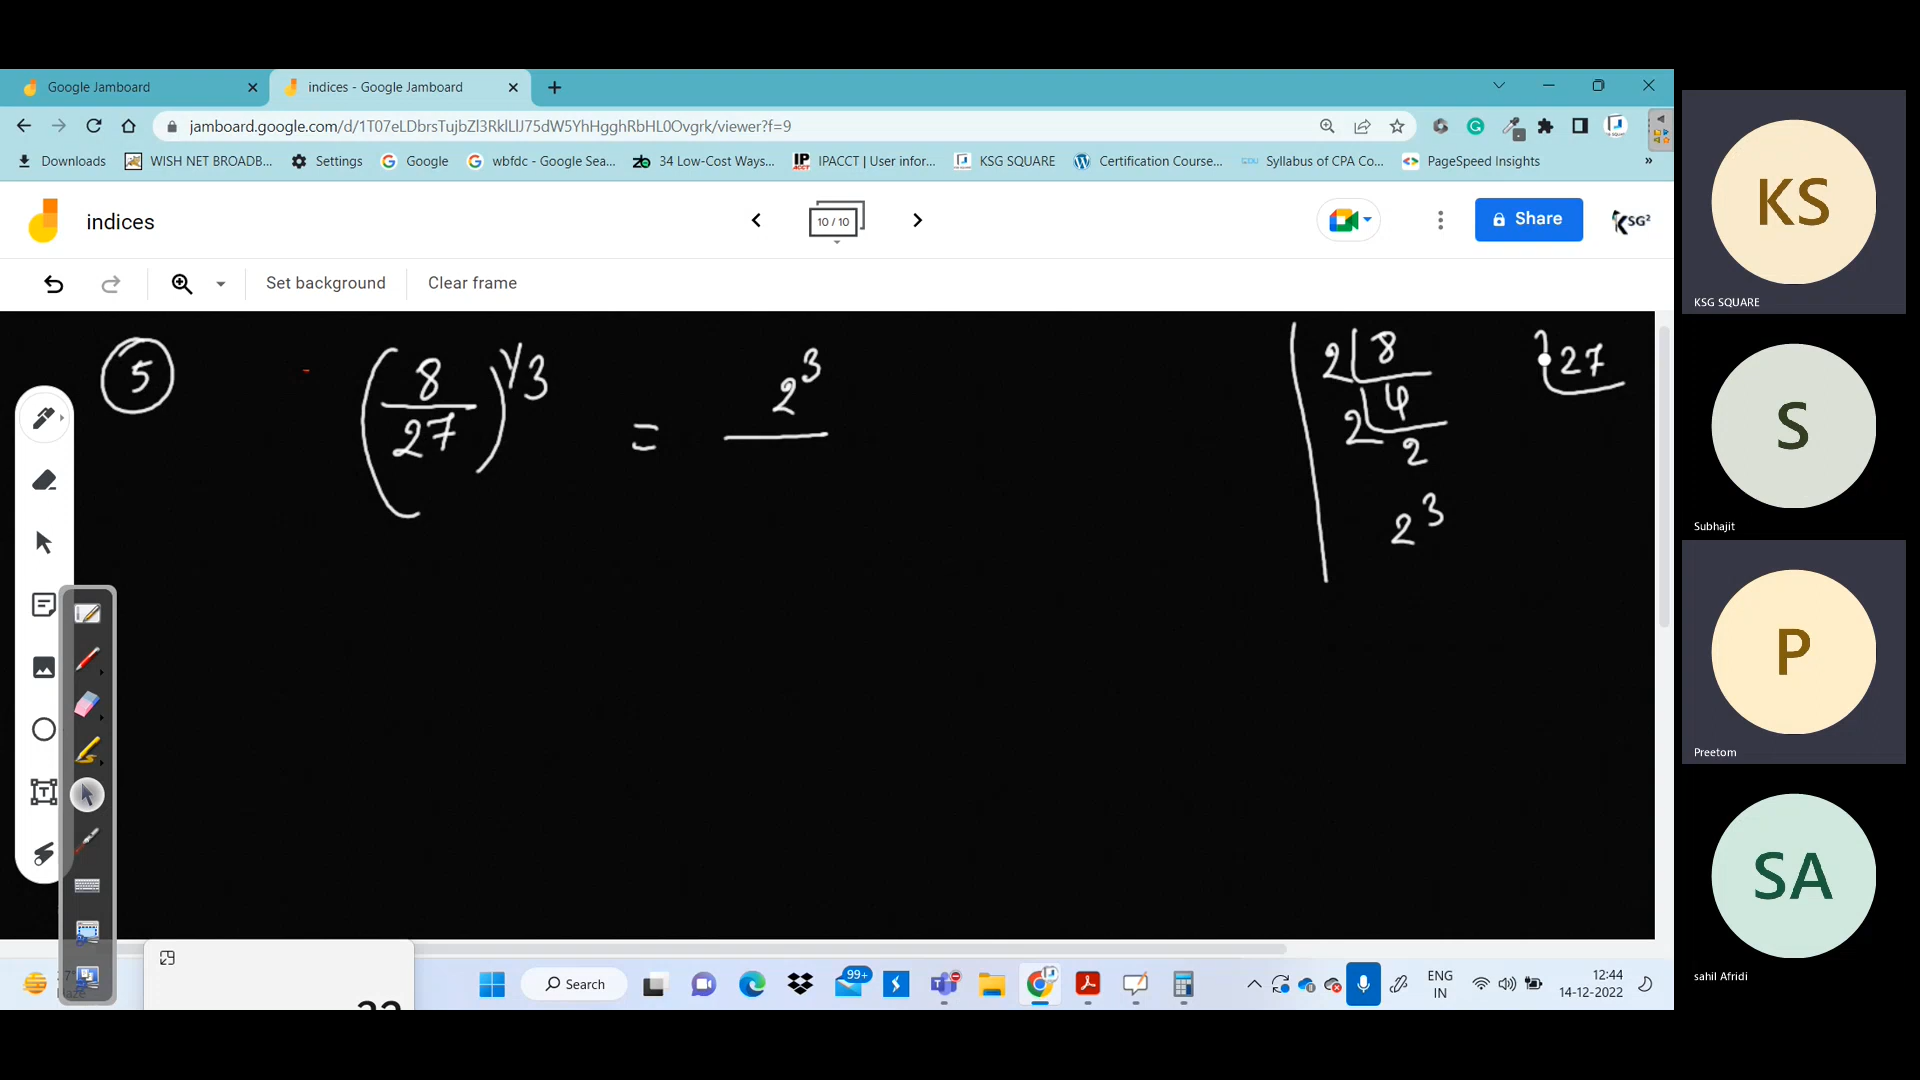 Google Jamboard
indices - Google Jamboard
jamboard.google.com/d/1T07eLDbrsTujbZl3RklLIJ75dW5YhHgghRbHL0Ovgrk/viewer?f=9
Downloads WISH NET BROADB... Settings Google wbfdc - Google Sea... 34 Low-Cost Ways... IPACCT | User infor... KSG SQUARE Certification Course... Syllabus of CPA Co... PageSpeed Insights »
indices
10 / 10
Share
KSG²
Set background Clear frame
5
(8/27)^1/3 = 2^3
2 8
2 4
2
2^3
27
KS
KSG SQUARE
S
Subhajit
P
Preetom
SA
sahil Afridi
Search
99+
ENG
IN
12:44
14-12-2022